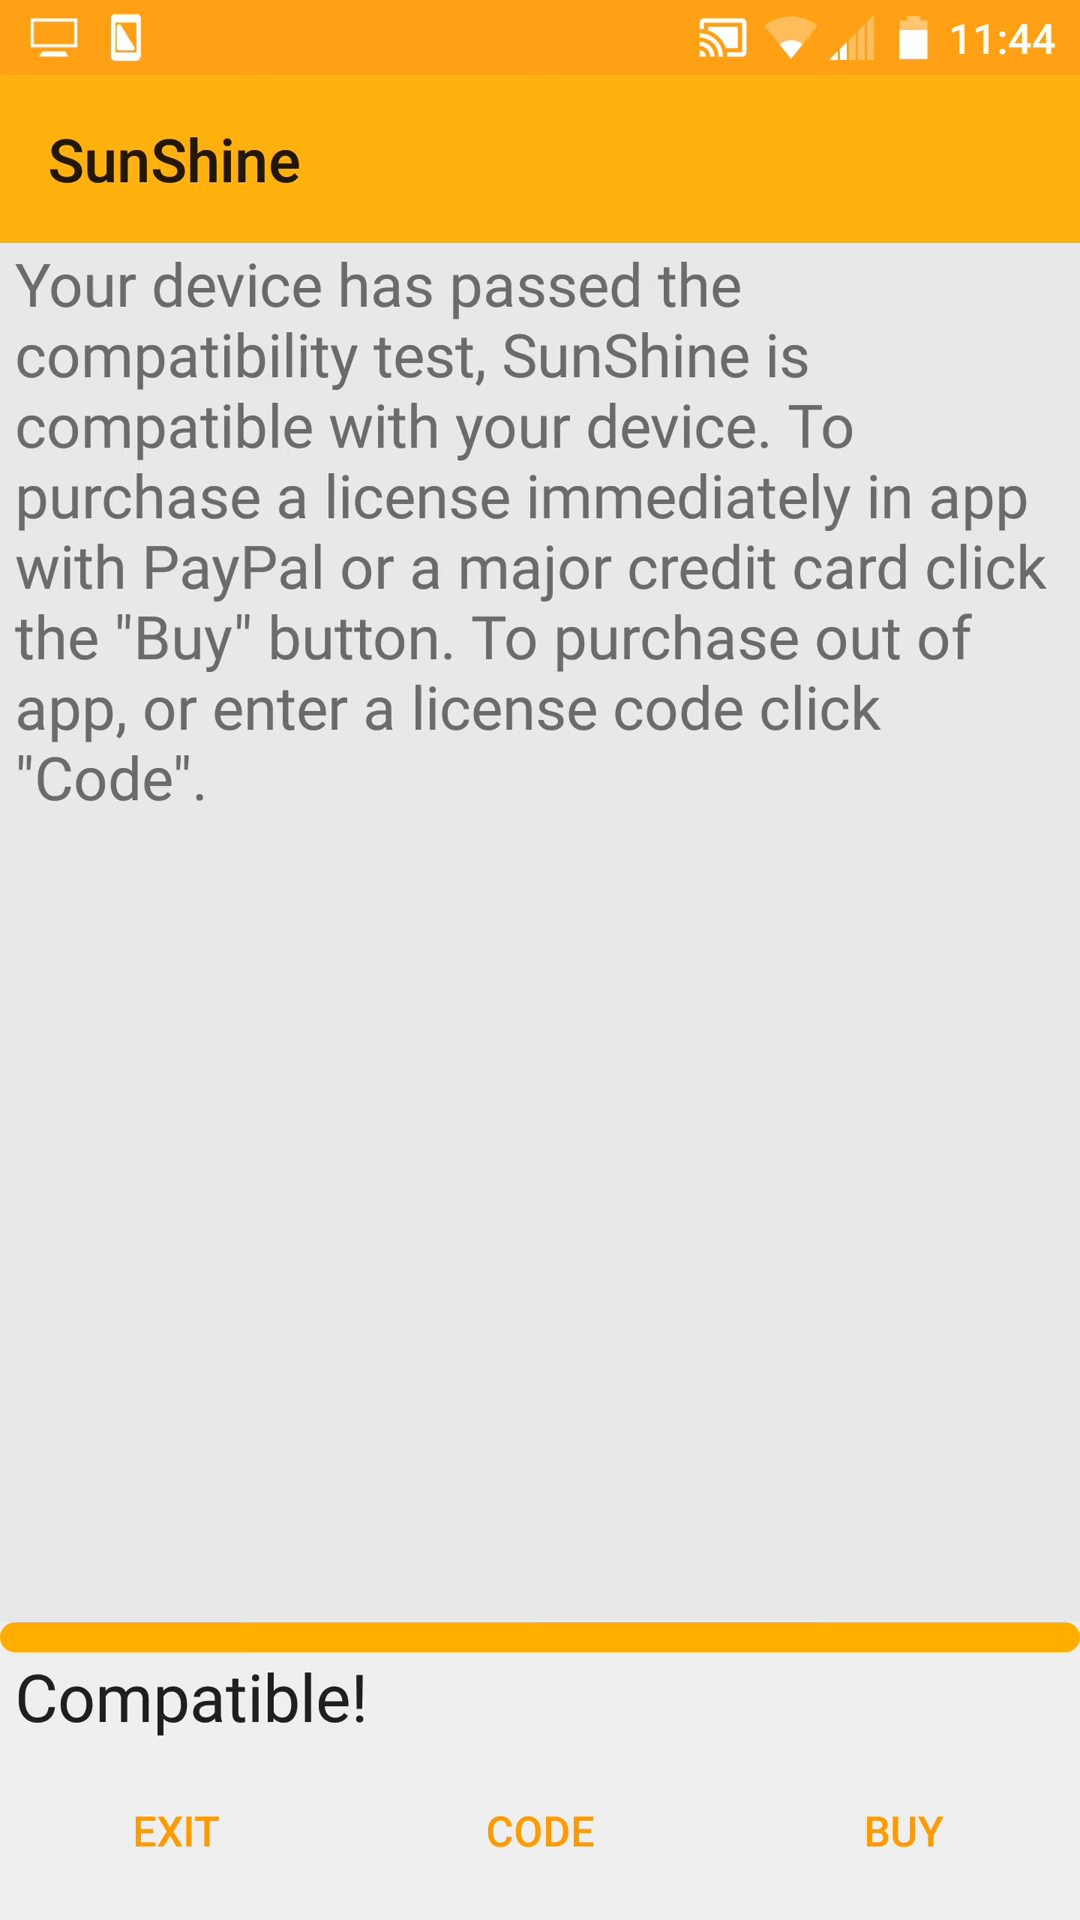 11:44
SunShine
Your device has passed the
compatibility test, SunShine is
compatible with your device. To
purchase a license immediately in app
with PayPal or a major credit card click
the "Buy" button. To purchase out of
app, or enter a license code click
"Code".
Compatible!
EXIT CODE BUY